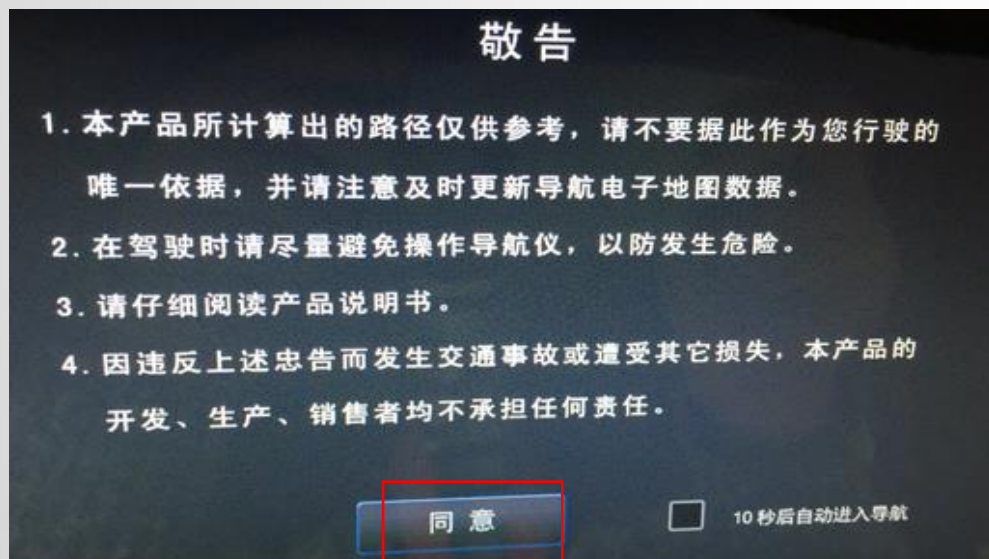 敬告
1.本产品所计算出的路径仅供参考，请不要据此作为您行驶的
唯一依据，并请注意及时更新导航电子地图数据。
2.在驾驶时请尽量避免操作导航仪，以防发生危险。
3.请仔细阅读产品说明书。
4.因违反上述忠告而发生交通事故或遭受其它损失，本产品的
开发、生产、销售者均不承担任何责任。
同意
10秒后自动进入导航